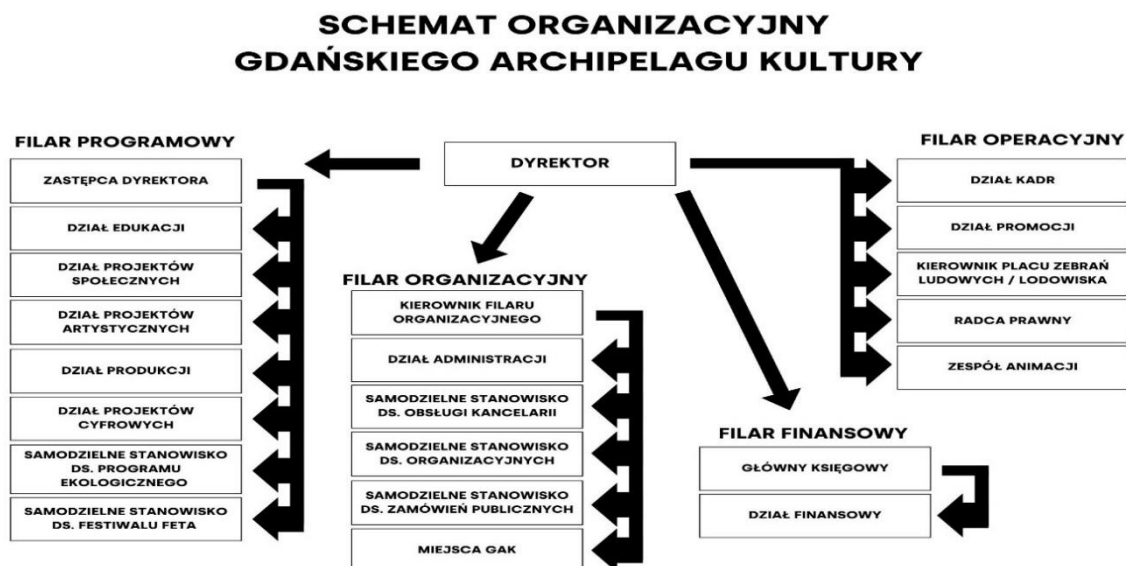 SCHEMAT ORGANIZACYJNY
GDAŃSKIEGO ARCHIPELAGU KULTURY
DYREKTOR
FILAR PROGRAMOWY
ZASTĘPCA DYREKTORA
DZIAŁ EDUKACJI
DZIAŁ PROJEKTÓW
SPOŁECZNYCH
DZIAŁ PROJEKTÓW
ARTYSTYCZNYCH
DZIAŁ PRODUKCJI
DZIAŁ PROJEKTÓW
CYFROWYCH
SAMODZIELNE STANOWISKO
DS. PROGRAMU
EKOLOGICZNEGO
SAMODZIELNE STANOWISKO
DS. FESTIWALU FETA
FILAR ORGANIZACYJNY
KIEROWNIK FILARU
ORGANIZACYJNEGO
DZIAŁ ADMINISTRACJI
SAMODZIELNE STANOWISKO
DS. OBSŁUGI KANCELARII
SAMODZIELNE STANOWISKO
DS. ORGANIZACYJNYCH
SAMODZIELNE STANOWISKO
DS. ZAMÓWIEŃ PUBLICZNYCH
MIEJSCA GAK
FILAR FINANSOWY
GŁÓWNY KSIĘGOWY
DZIAŁ FINANSOWY
FILAR OPERACYJNY
DZIAŁ KADR
DZIAŁ PROMOCJI
KIEROWNIK PLACU ZEBRAŃ
LUDOWYCH / LODOWISKA
RADCA PRAWNY
ZESPÓŁ ANIMACJI